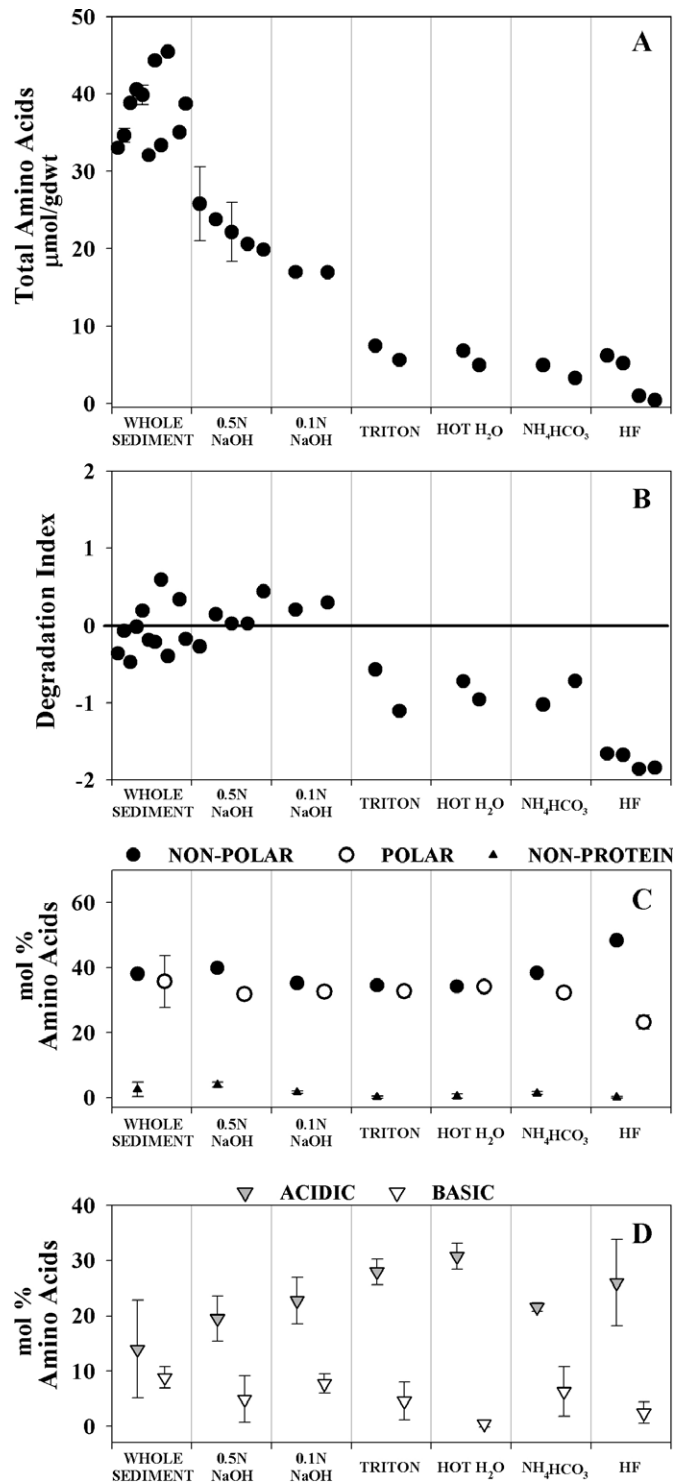 A
Total Amino Acids
μmol/gdwt
50
40
30
20
10
0
WHOLE SEDIMENT
0.5N NaOH
0.1N NaOH
TRITON
HOT H₂O
NH₄HCO₃
HF
B
Degradation Index
2
1
0
-1
-2
WHOLE SEDIMENT
0.5N NaOH
0.1N NaOH
TRITON
HOT H₂O
NH₄HCO₃
HF
NON-POLAR
POLAR
NON-PROTEIN
C
mol %
Amino Acids
60
40
20
0
WHOLE SEDIMENT
0.5N NaOH
0.1N NaOH
TRITON
HOT H₂O
NH₄HCO₃
HF
ACIDIC
BASIC
D
mol %
Amino Acids
40
30
20
10
0
WHOLE SEDIMENT
0.5N NaOH
0.1N NaOH
TRITON
HOT H₂O
NH₄HCO₃
HF